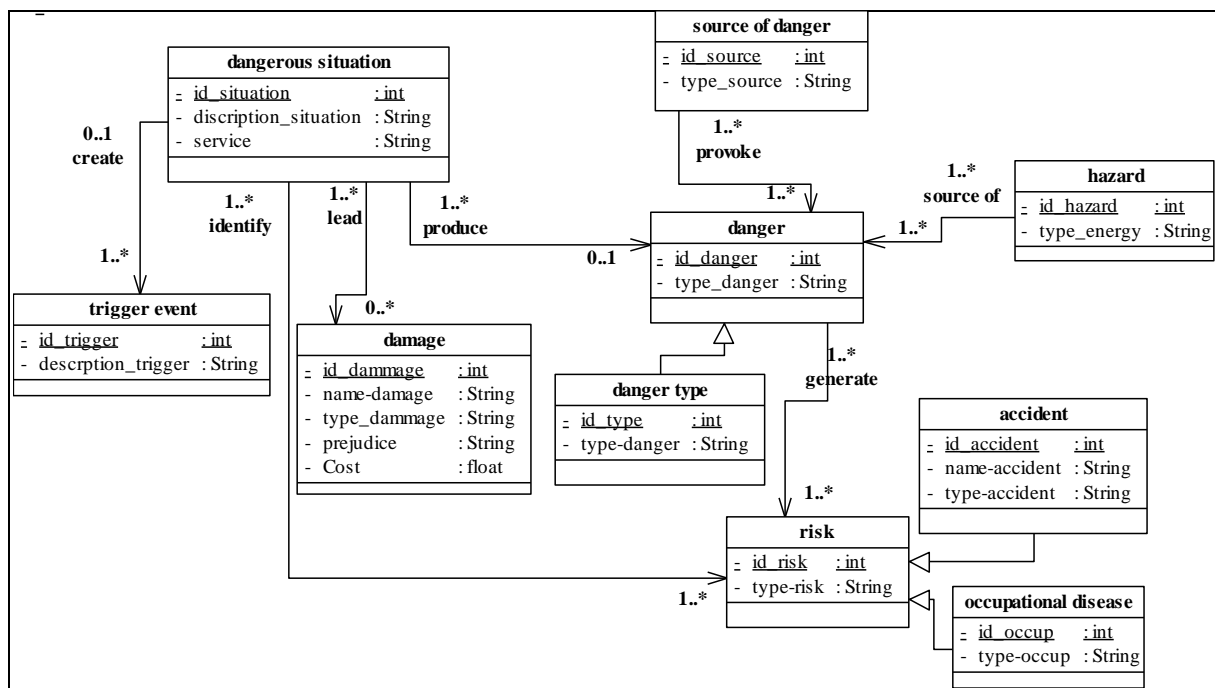 dangerous situation
- id_situation : int
- discription_situation : String
- service : String
source of danger
- id_source : int
- type_source : String
0..1
create
1..*
identify
1..*
lead
1..*
produce
1..*
provoke
1..*
1..*
source of
1..*
hazard
- id_hazard : int
- type_energy : String
danger
- id_danger : int
- type_danger : String
0..1
1..*
trigger event
- id_trigger : int
- descrption_trigger : String
0..*
damage
- id_dammage : int
- name-damage : String
- type_dammage : String
- prejudice : String
- Cost : float
1..*
generate
danger type
- id_type : int
- type-danger : String
accident
- id_accident : int
- name-accident : String
- type-accident : String
1..*
risk
- id_risk : int
- type-risk : String
1..*
occupational disease
- id_occup : int
- type-occup : String